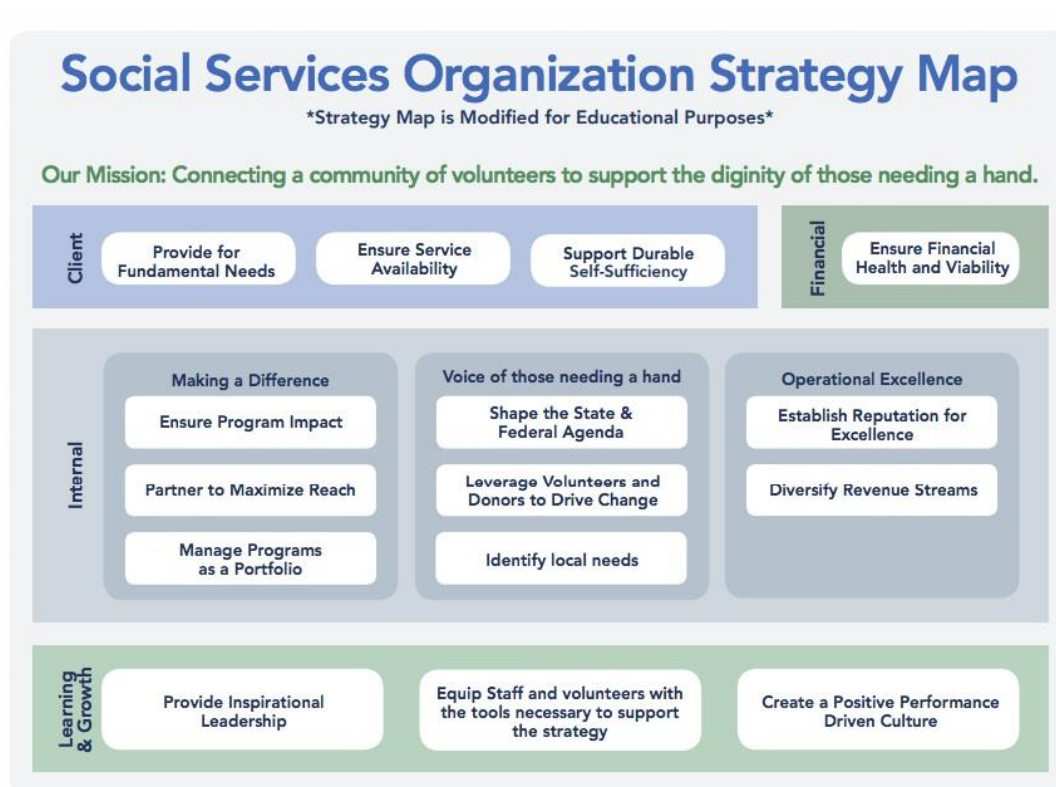 Social Services Organization Strategy Map
*Strategy Map is Modified for Educational Purposes*
Our Mission: Connecting a community of volunteers to support the diginity of those needing a hand.
Client
Provide for
Fundamental Needs
Ensure Service
Availability
Support Durable
Self-Sufficiency
Financial
Ensure Financial
Health and Viability
Internal
Making a Difference
Ensure Program Impact
Partner to Maximize Reach
Manage Programs
as a Portfolio
Voice of those needing a hand
Shape the State &
Federal Agenda
Leverage Volunteers and
Donors to Drive Change
Identify local needs
Operational Excellence
Establish Reputation for
Excellence
Diversify Revenue Streams
Learning
& Growth
Provide Inspirational
Leadership
Equip Staff and volunteers with
the tools necessary to support
the strategy
Create a Positive Performance
Driven Culture